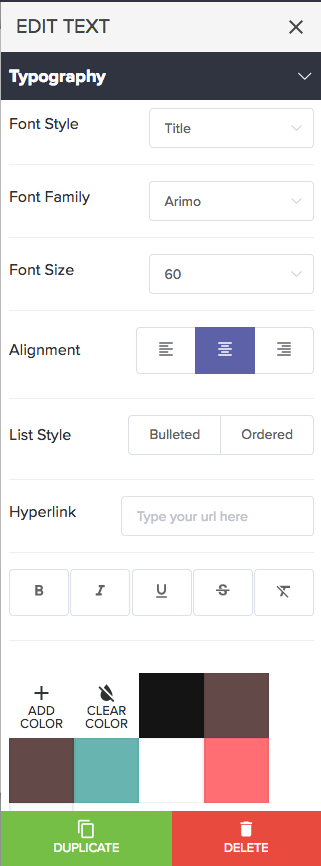 EDIT TEXT
Typography
Font Style
Title
Font Family
Arimo
Font Size
60
Alignment
List Style
Bulleted
Ordered
Hyperlink
Type your url here
B I U S T
ADD
COLOR
CLEAR
COLOR
DUPLICATE
DELETE